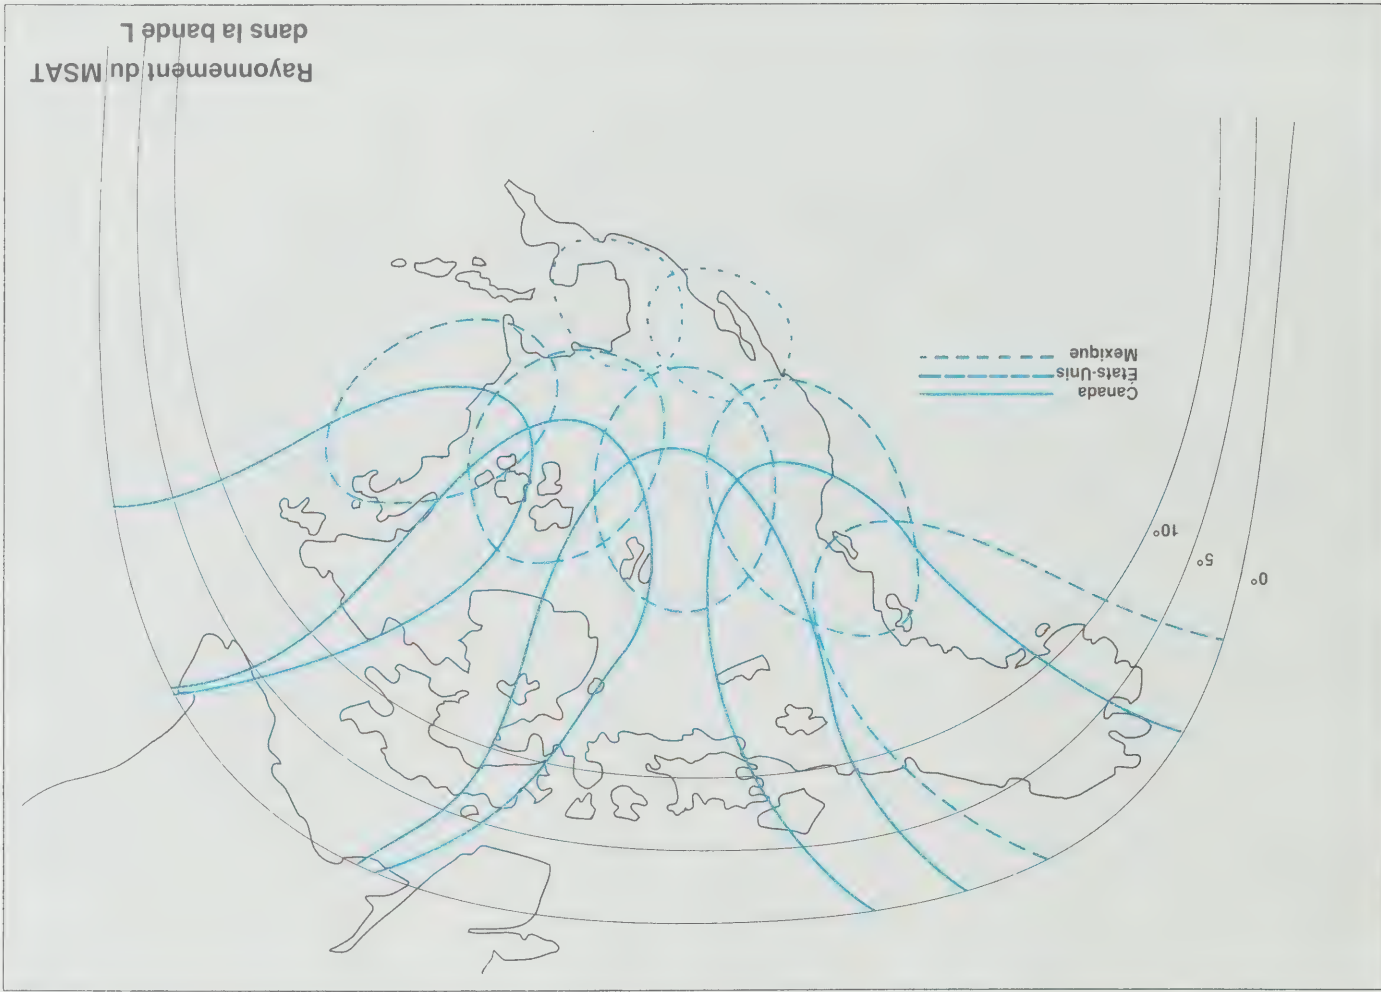 Rayonnement du MSAT
dans la bande L
0°
5°
10°
Canada
États-Unis
Mexique